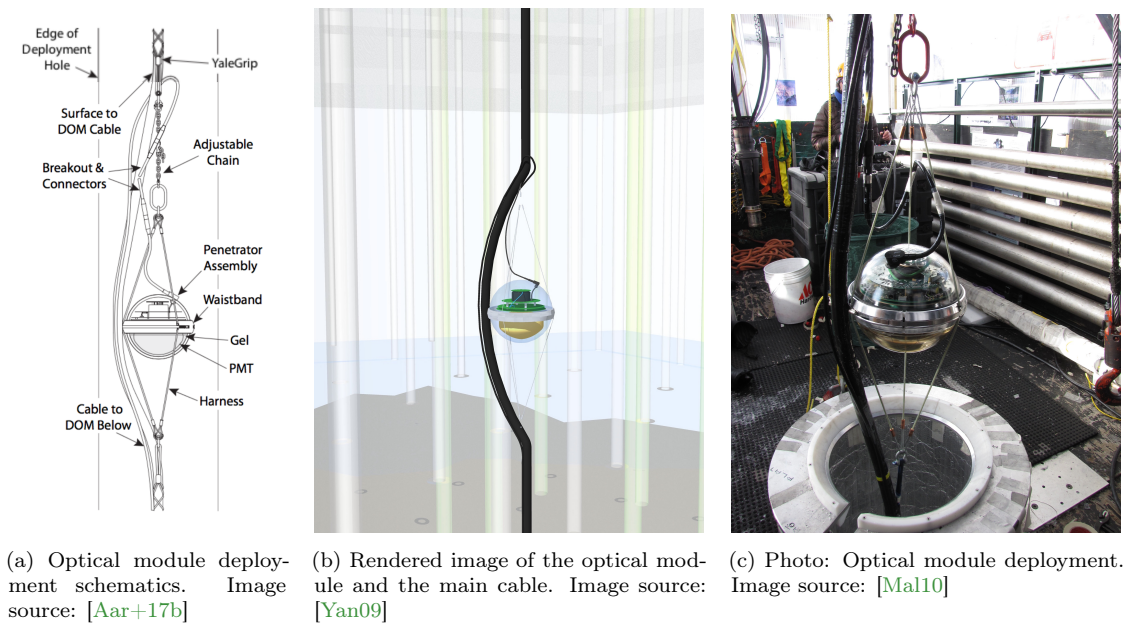 Edge of
Deployment
Hole
YaleGrip
Surface to
DOM Cable
Adjustable
Chain
Breakout &
Connectors
Penetrator
Assembly
Waistband
Gel
PMT
Harness
Cable to
DOM Below
(a) Optical module deploy-
ment schematics. Image
source: [Aar+17b]
(b) Rendered image of the optical mod-
ule and the main cable. Image source:
[Yan09]
(c) Photo: Optical module deployment.
Image source: [Mal10]